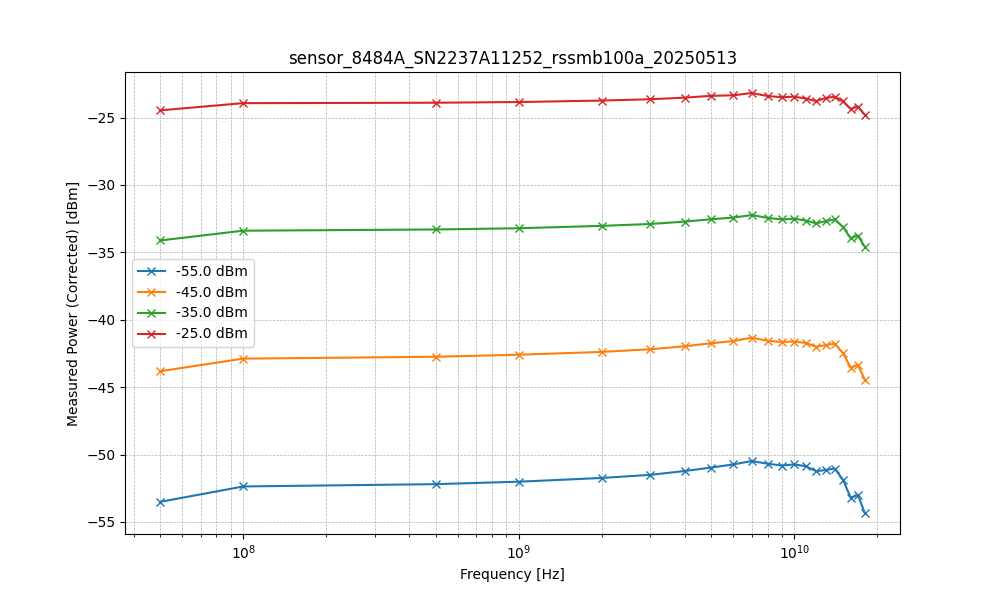 sensor_8484A_SN2237A11252_rssmb100a_20250513
Measured Power (Corrected) [dBm]
−25
−30
−35
−40
−45
−50
−55
-55.0 dBm
-45.0 dBm
-35.0 dBm
-25.0 dBm
10⁸ 10⁹ 10¹⁰
Frequency [Hz]